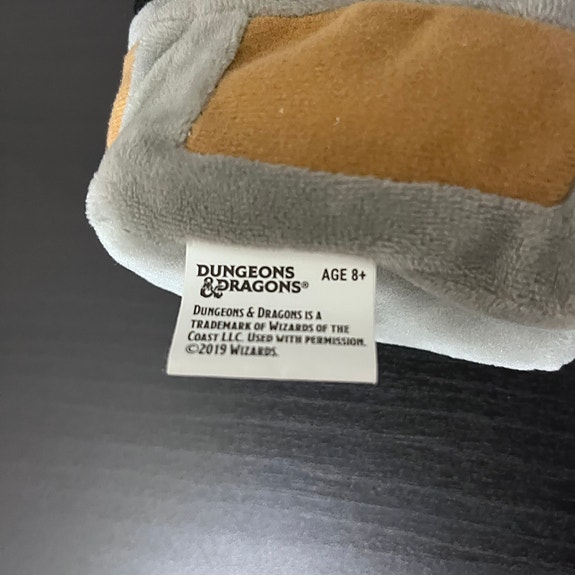 DUNGEONS
&DRAGONS® AGE 8+
DUNGEONS & DRAGONS IS A
TRADEMARK OF WIZARDS OF THE
COAST LLC. USED WITH PERMISSION.
©2019 WIZARDS.